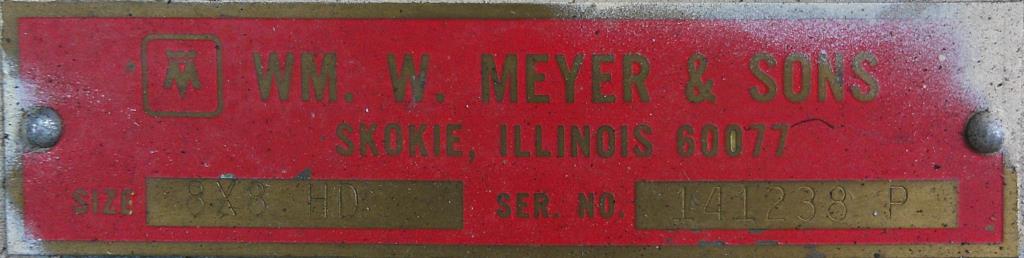 WM. W. MEYER & SONS
SKOKIE, ILLINOIS 60077
SIZE 8X8 HD SER. NO. 141238 P